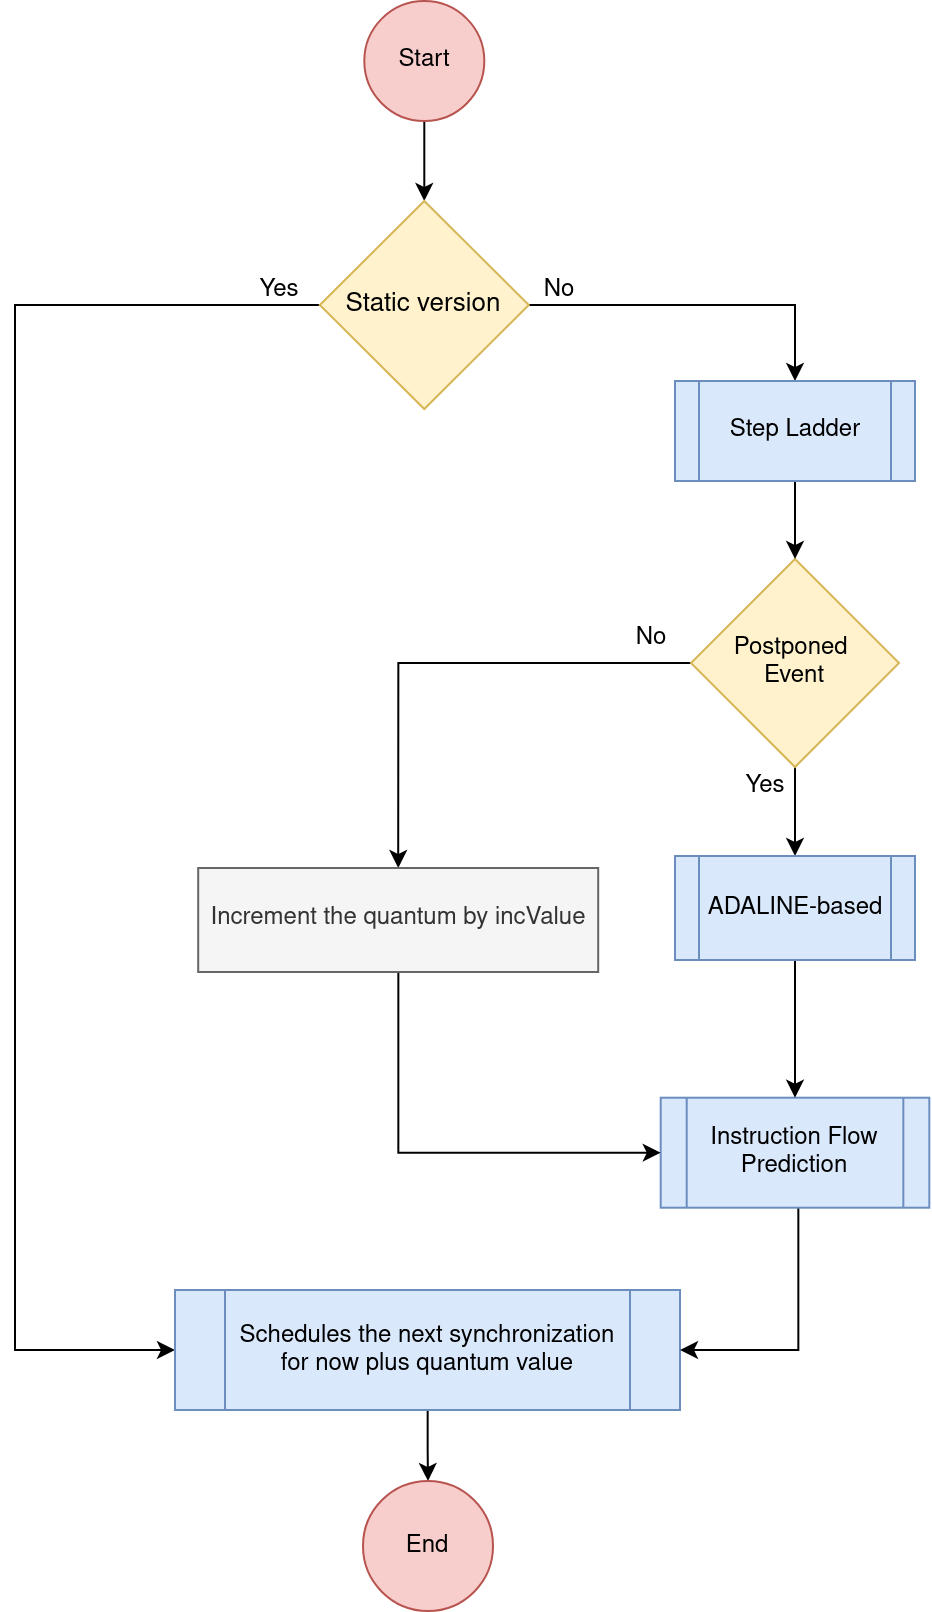 Start
Static version
Yes
No
Step Ladder
No
Postponed
Event
Yes
Increment the quantum by incValue
ADALINE-based
Instruction Flow
Prediction
Schedules the next synchronization
for now plus quantum value
End